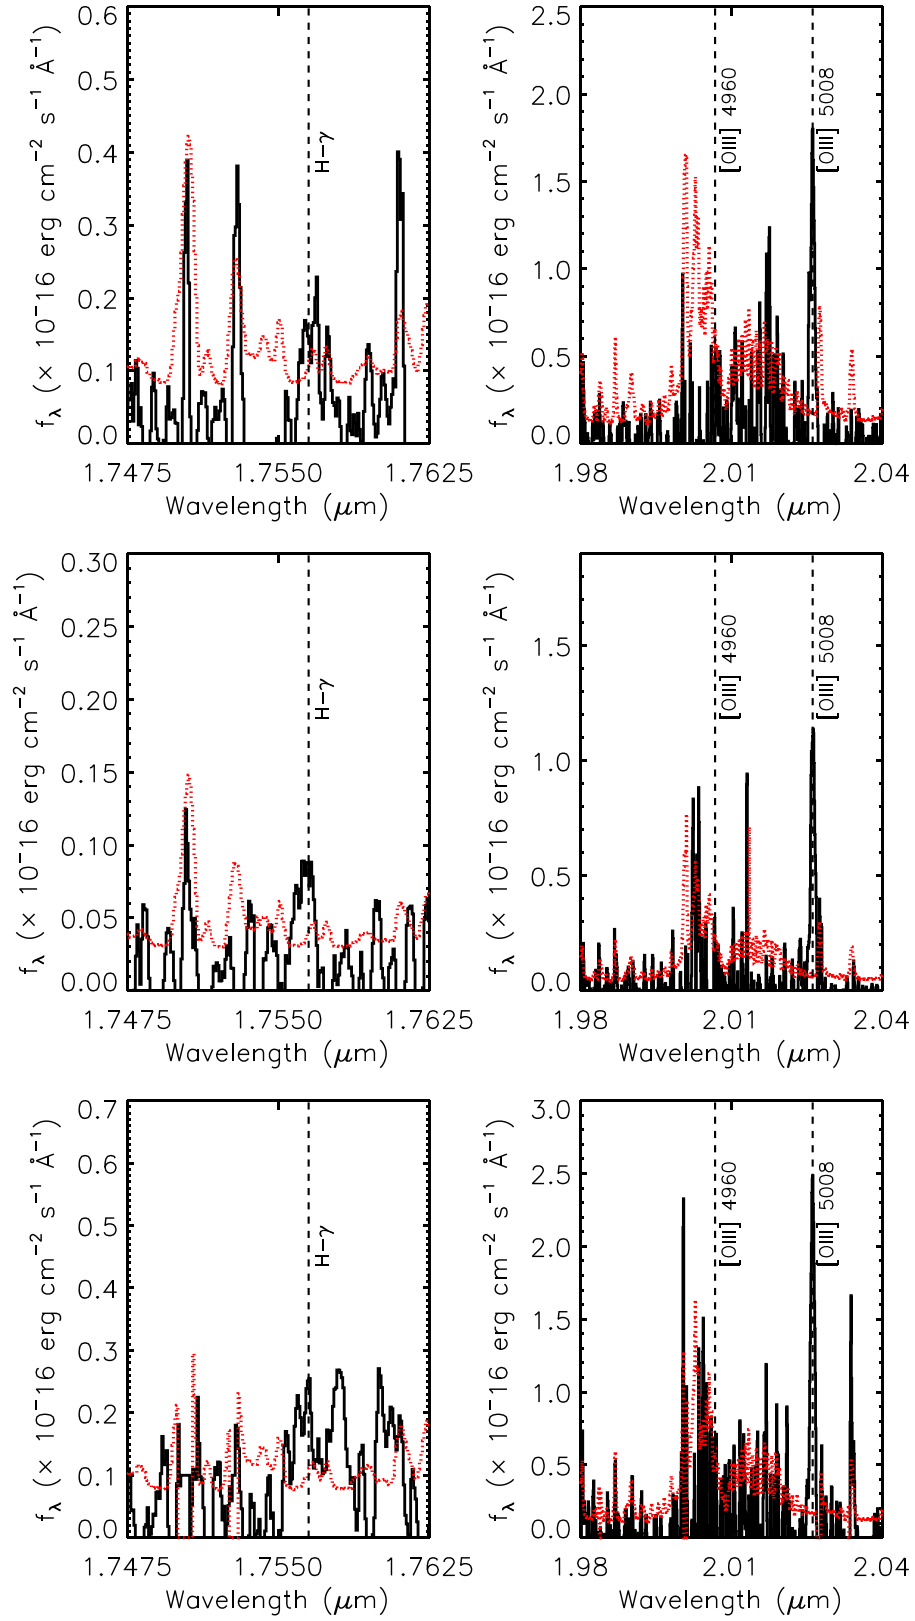 0.6
0.5
0.4
0.3
0.2
0.1
0.0
f_λ (× 10⁻16 erg cm⁻² s⁻¹ Å⁻¹)
H-γ
1.7475 1.7550 1.7625
Wavelength (μm)
2.5
2.0
1.5
1.0
0.5
0.0
f_λ (× 10⁻16 erg cm⁻² s⁻¹ Å⁻¹)
[OIII] 4960
[OIII] 5008
1.98 2.01 2.04
Wavelength (μm)
0.30
0.25
0.20
0.15
0.10
0.05
0.00
f_λ (× 10⁻16 erg cm⁻² s⁻¹ Å⁻¹)
H-γ
1.7475 1.7550 1.7625
Wavelength (μm)
1.5
1.0
0.5
0.0
f_λ (× 10⁻16 erg cm⁻² s⁻¹ Å⁻¹)
[OIII] 4960
[OIII] 5008
1.98 2.01 2.04
Wavelength (μm)
0.7
0.6
0.5
0.4
0.3
0.2
0.1
0.0
f_λ (× 10⁻16 erg cm⁻² s⁻¹ Å⁻¹)
H-γ
1.7475 1.7550 1.7625
Wavelength (μm)
3.0
2.5
2.0
1.5
1.0
0.5
0.0
f_λ (× 10⁻16 erg cm⁻² s⁻¹ Å⁻¹)
[OIII] 4960
[OIII] 5008
1.98 2.01 2.04
Wavelength (μm)